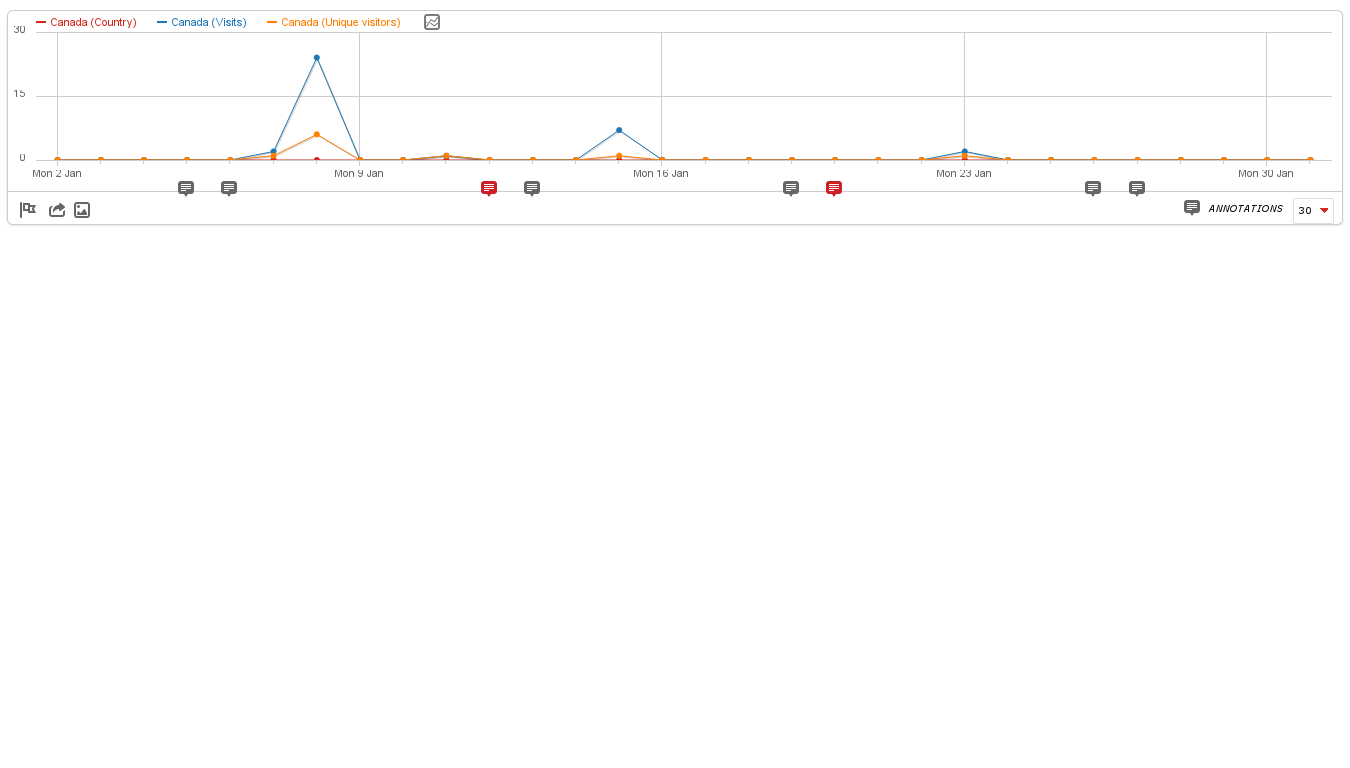 Canada (Country) Canada (Visits) Canada (Unique visitors)
30
15
0
Mon 2 Jan Mon 9 Jan Mon 16 Jan Mon 23 Jan Mon 30 Jan
ANNOTATIONS 30